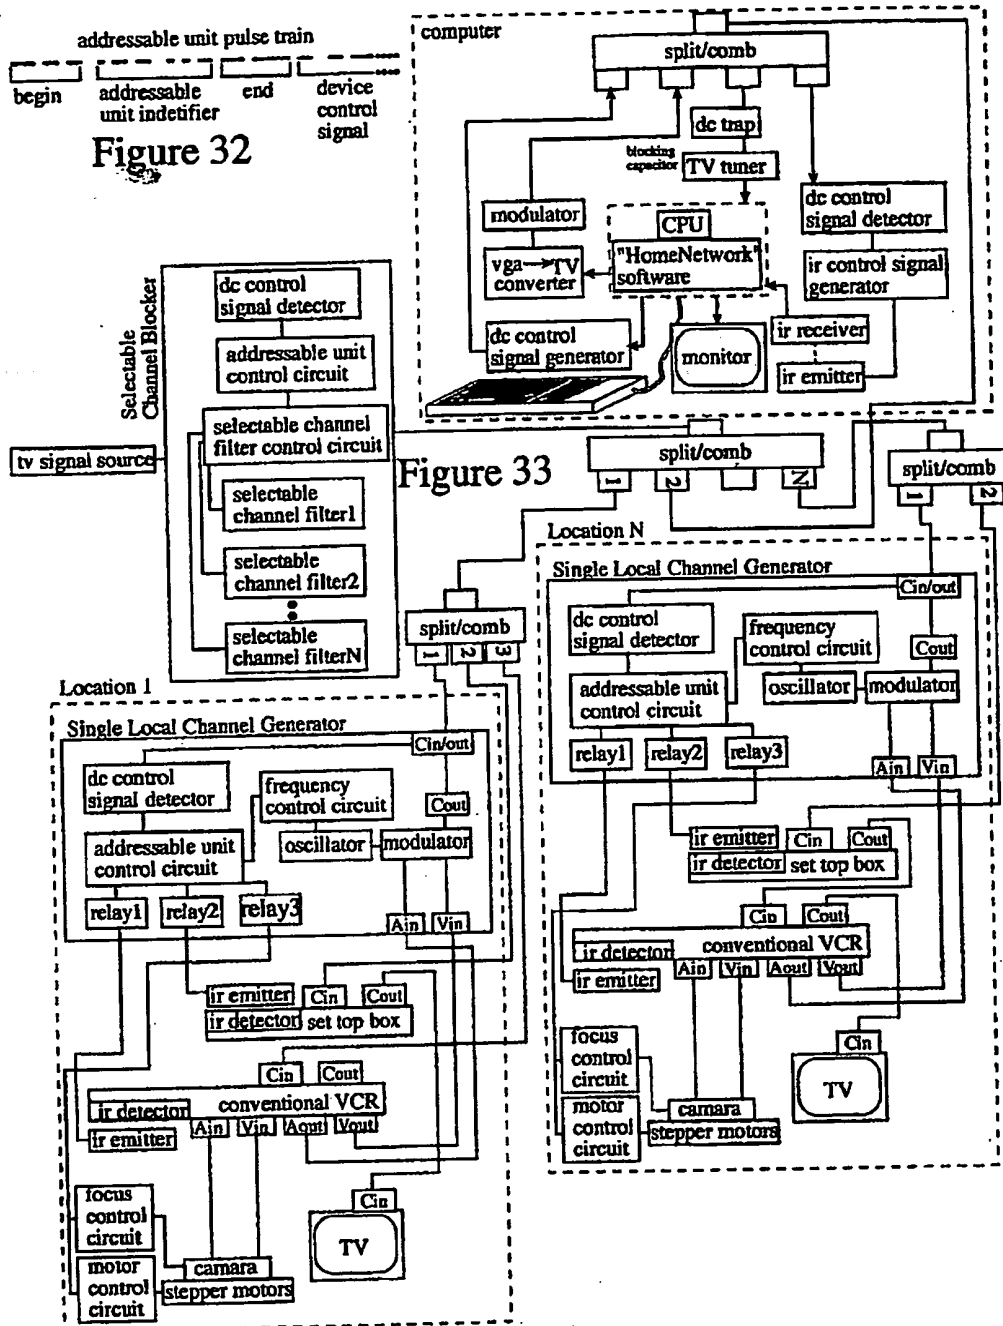 addressable unit pulse train
begin
addressable
unit indetifier
end
device
control
signal
Figure 32
computer
split/comb
dc trap
blocking
capacitor
TV tuner
modulator
CPU
"HomeNetwork"
software
vga→TV
converter
dc control
signal detector
ir control signal
generator
dc control
signal generator
monitor
ir receiver
ir emitter
Selectable
Channel Blocker
dc control
signal detector
addressable unit
control circuit
selectable channel
filter control circuit
selectable
channel filter1
selectable
channel filter2
selectable
channel filterN
tv signal source
Figure 33
split/comb
1
2
N
split/comb
1
2
split/comb
1
2
3
Location 1
Single Local Channel Generator
Cin/out
dc control
signal detector
frequency
control circuit
Cout
addressable unit
control circuit
oscillator
modulator
relay1
relay2
relay3
Ain
Vin
ir emitter
Cin
Cout
ir detector
set top box
Cin
Cout
ir detector
conventional VCR
ir emitter
Ain
Vin
Aout
Vout
focus
control
circuit
Cin
TV
motor
control
circuit
camara
stepper motors
Location N
Single Local Channel Generator
Cin/out
dc control
signal detector
frequency
control circuit
Cout
addressable unit
control circuit
oscillator
modulator
relay1
relay2
relay3
Ain
Vin
ir emitter
Cin
Cout
ir detector
set top box
Cin
Cout
ir detector
conventional VCR
ir emitter
Ain
Vin
Aout
Vout
focus
control
circuit
Cin
TV
motor
control
circuit
camara
stepper motors